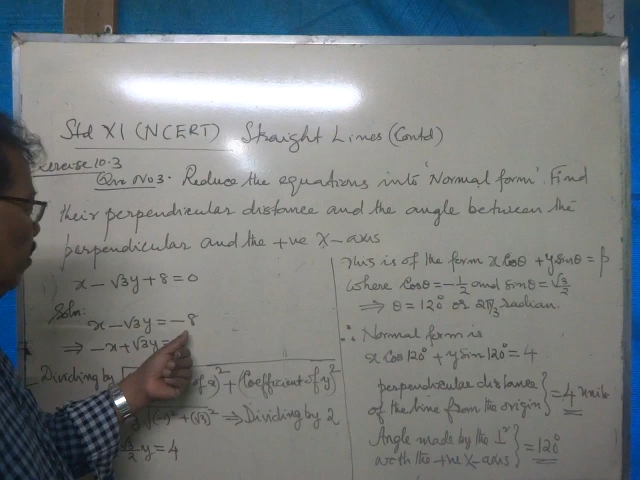 Std XI (NCERT) Straight Lines (Contd)
Exercise 10.3
Qn. No 3. Reduce the equations into 'Normal form'. Find
their perpendicular distance and the angle between the
perpendicular and the +ve X-axis
i) x - √3y + 8 = 0
Soln:
x - √3y = -8
⇒ -x + √3y =
Dividing by of x)² + (Coefficient of y)²
√(-1)² + (√3)² ⇒ Dividing by 2
√3/2 y = 4
This is of the form x Cosθ + y sinθ = p
where Cosθ = -1/2 and sinθ = √3/2
⇒ θ = 120° or 2π/3 radian.
∴ Normal form is
x Cos 120° + y sin 120° = 4
perpendicular distance
of the line from the origin } = 4 units
Angle made by the ⊥r
with the +ve X-axis } = 120°